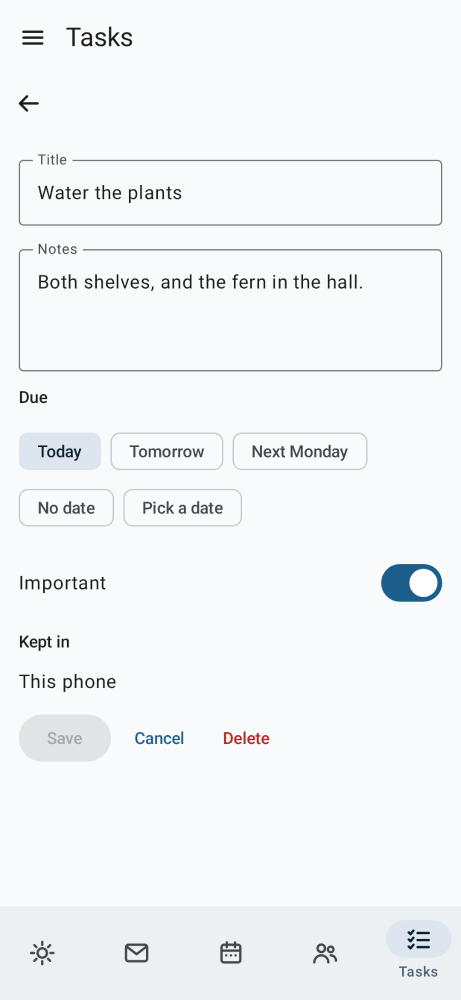 Tasks
Title
Water the plants
Notes
Both shelves, and the fern in the hall.
Due
Today
Tomorrow
Next Monday
No date
Pick a date
Important
Kept in
This phone
Save
Cancel
Delete
Tasks